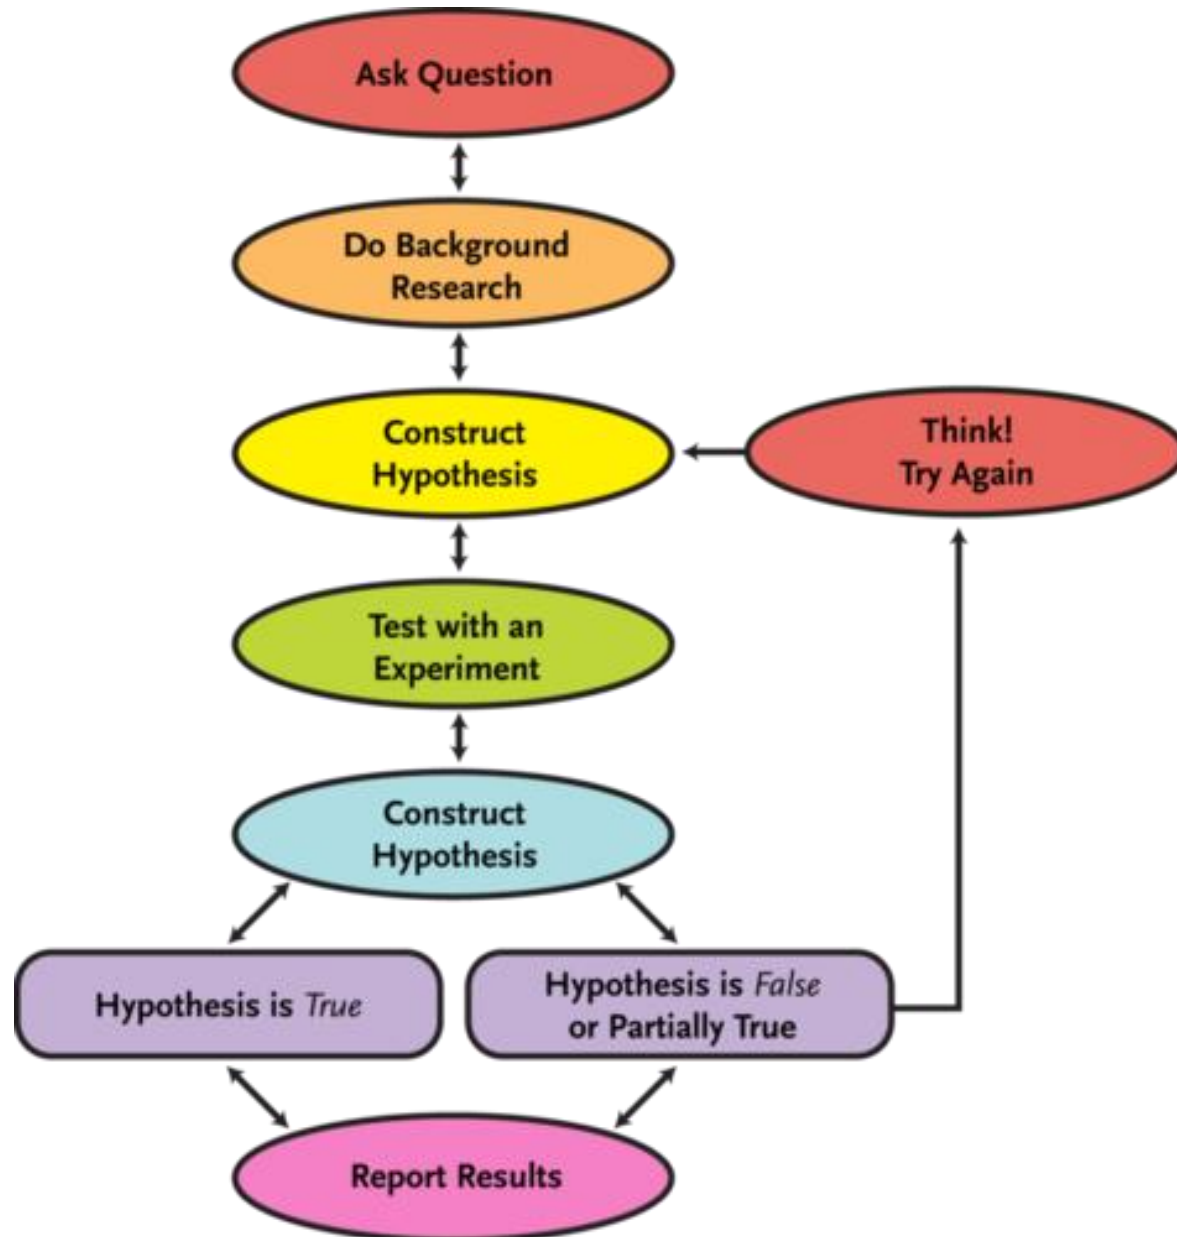 Ask Question
Do Background
Research
Construct
Hypothesis
Think!
Try Again
Test with an
Experiment
Construct
Hypothesis
Hypothesis is True
Hypothesis is False
or Partially True
Report Results